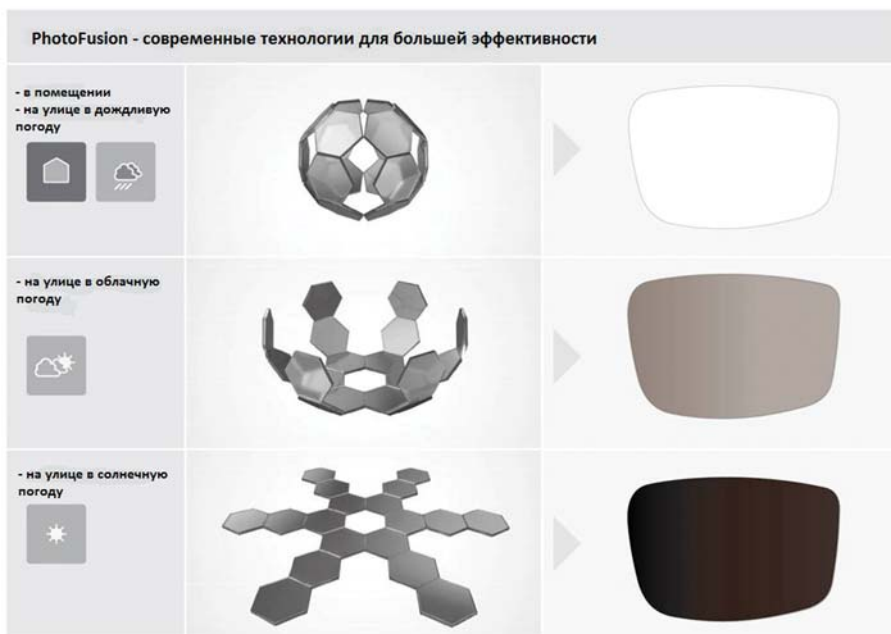 PhotoFusion - современные технологии для большей эффективности
- в помещении
- на улице в дождливую
погоду
- на улице в облачную
погоду
- на улице в солнечную
погоду